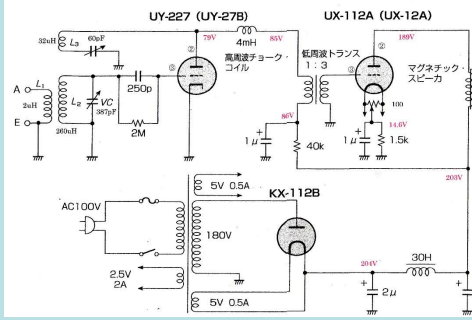 UY-227 (UY-27B)
UX-112A (UX-12A)
79V
4mH
85V
189V
32uH
L₃
60pF
②
②
③
③
高周波チョーク・
コイル
低周波トランス
1：3
マグネチック・
スピーカ
A
L₁
2uH
E
L₂
260uH
VC
387pF
250p
2M
100
86V
14.6V
1μ
40k
1μ
1.5k
203V
5V 0.5A
KX-112B
AC100V
180V
2.5V
2A
5V 0.5A
204V
30H
2μ